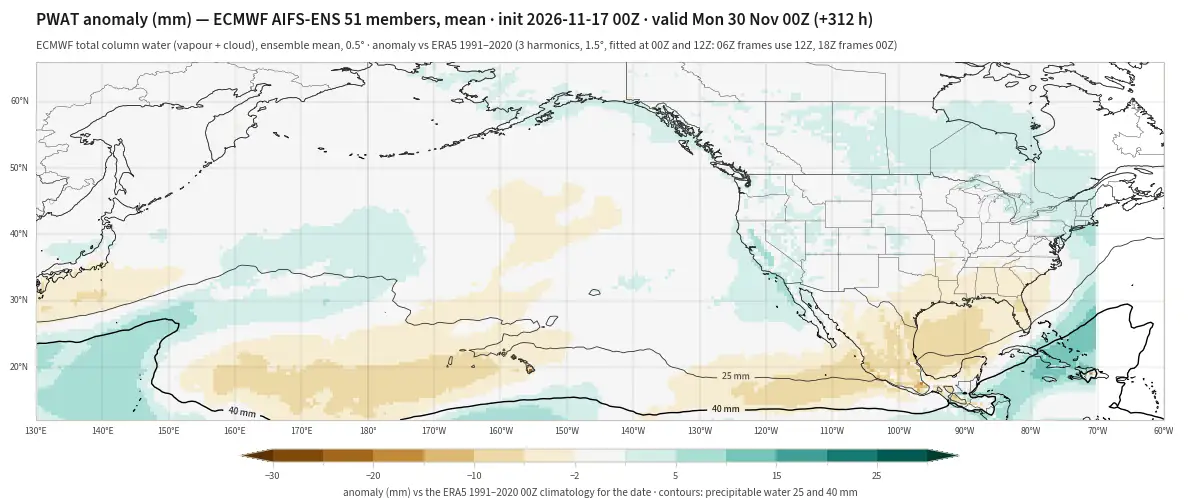 PWAT anomaly (mm) — ECMWF AIFS-ENS 51 members, mean · init 2026-11-17 00Z · valid Mon 30 Nov 00Z (+312 h)
ECMWF total column water (vapour + cloud), ensemble mean, 0.5° · anomaly vs ERA5 1991–2020 (3 harmonics, 1.5°, fitted at 00Z and 12Z: 06Z frames use 12Z, 18Z frames 00Z)
60°N
50°N
40°N
30°N
20°N
25 mm
40 mm
40 mm
130°E 140°E 150°E 160°E 170°E 180° 170°W 160°W 150°W 140°W 130°W 120°W 110°W 100°W 90°W 80°W 70°W 60°W
−30 −20 −10 −2 5 15 25
anomaly (mm) vs the ERA5 1991–2020 00Z climatology for the date · contours: precipitable water 25 and 40 mm